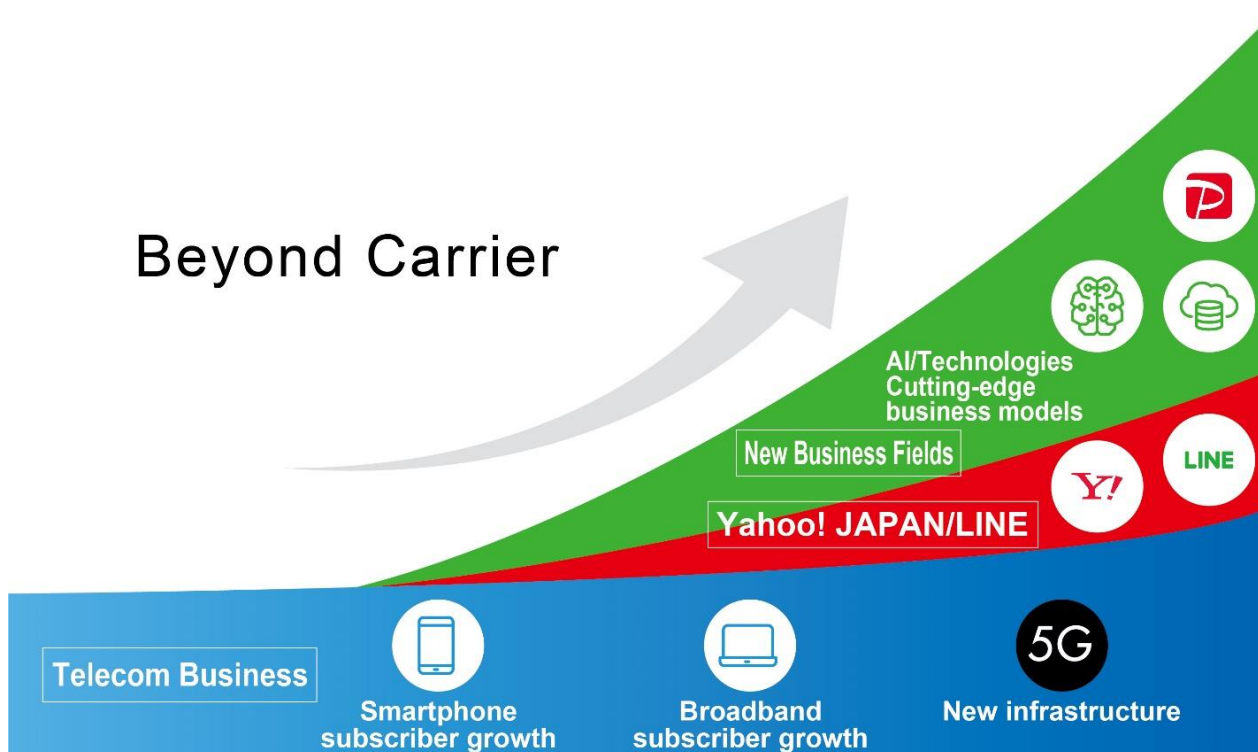 Beyond Carrier
AI/Technologies
Cutting-edge
business models
New Business Fields
Y!
LINE
Yahoo! JAPAN/LINE
5G
Telecom Business
Smartphone
subscriber growth
Broadband
subscriber growth
New infrastructure